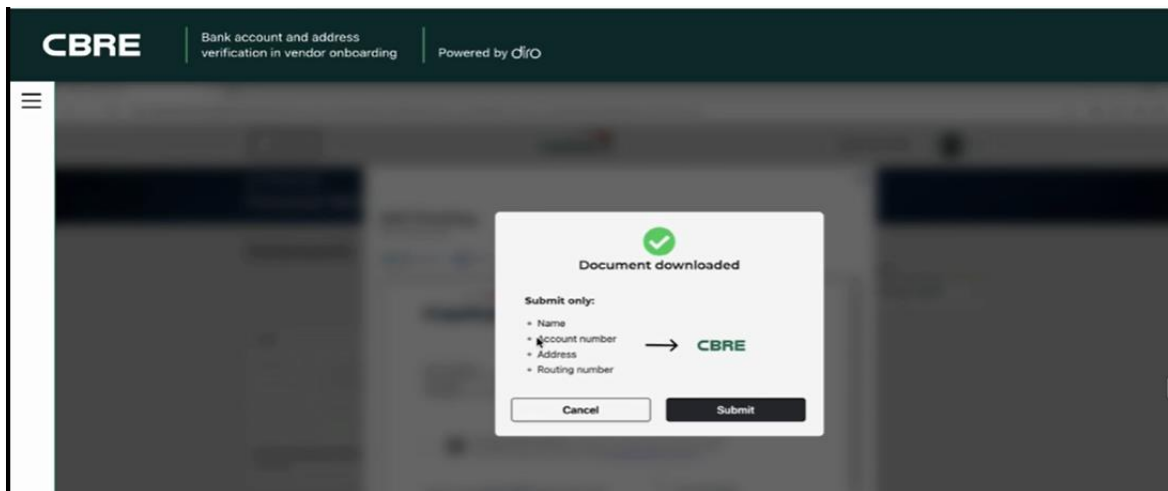 CBRE
Bank account and address
verification in vendor onboarding
Powered by diro
Document downloaded
Submit only:
Name
Account number
Address
Routing number
CBRE
Cancel
Submit